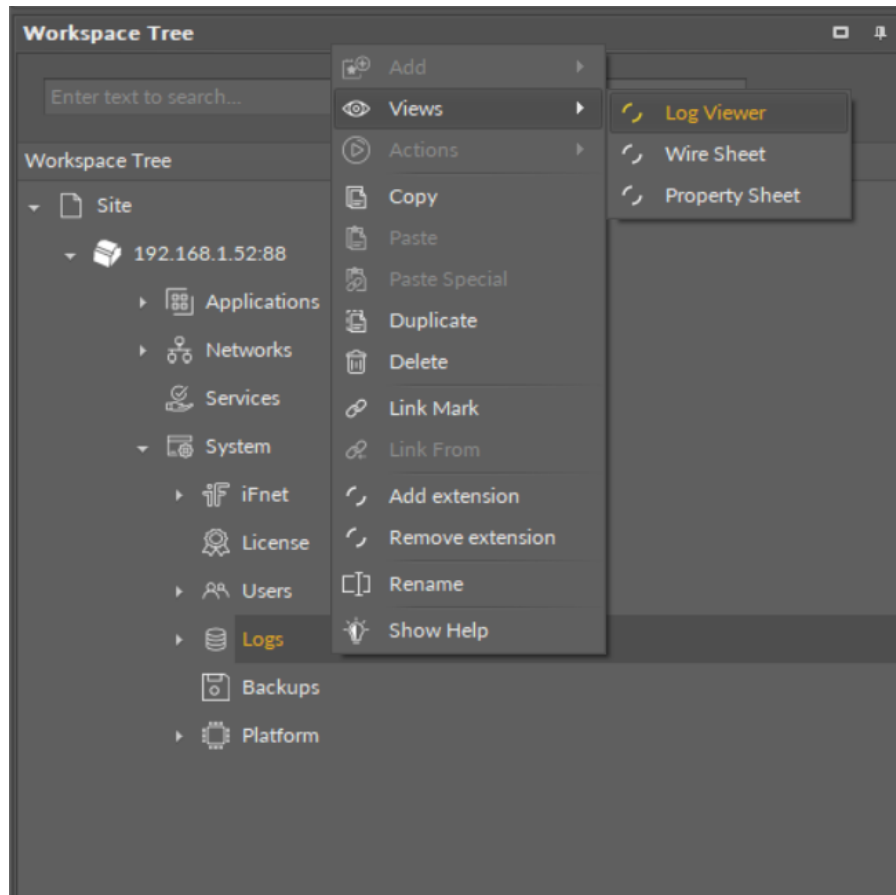 Workspace Tree
Enter text to search...
Workspace Tree
Site
192.168.1.52:88
Applications
Networks
Services
System
iFnet
License
Users
Logs
Backups
Platform
Add
Views
Actions
Copy
Paste
Paste Special
Duplicate
Delete
Link Mark
Link From
Add extension
Remove extension
Rename
Show Help
Log Viewer
Wire Sheet
Property Sheet